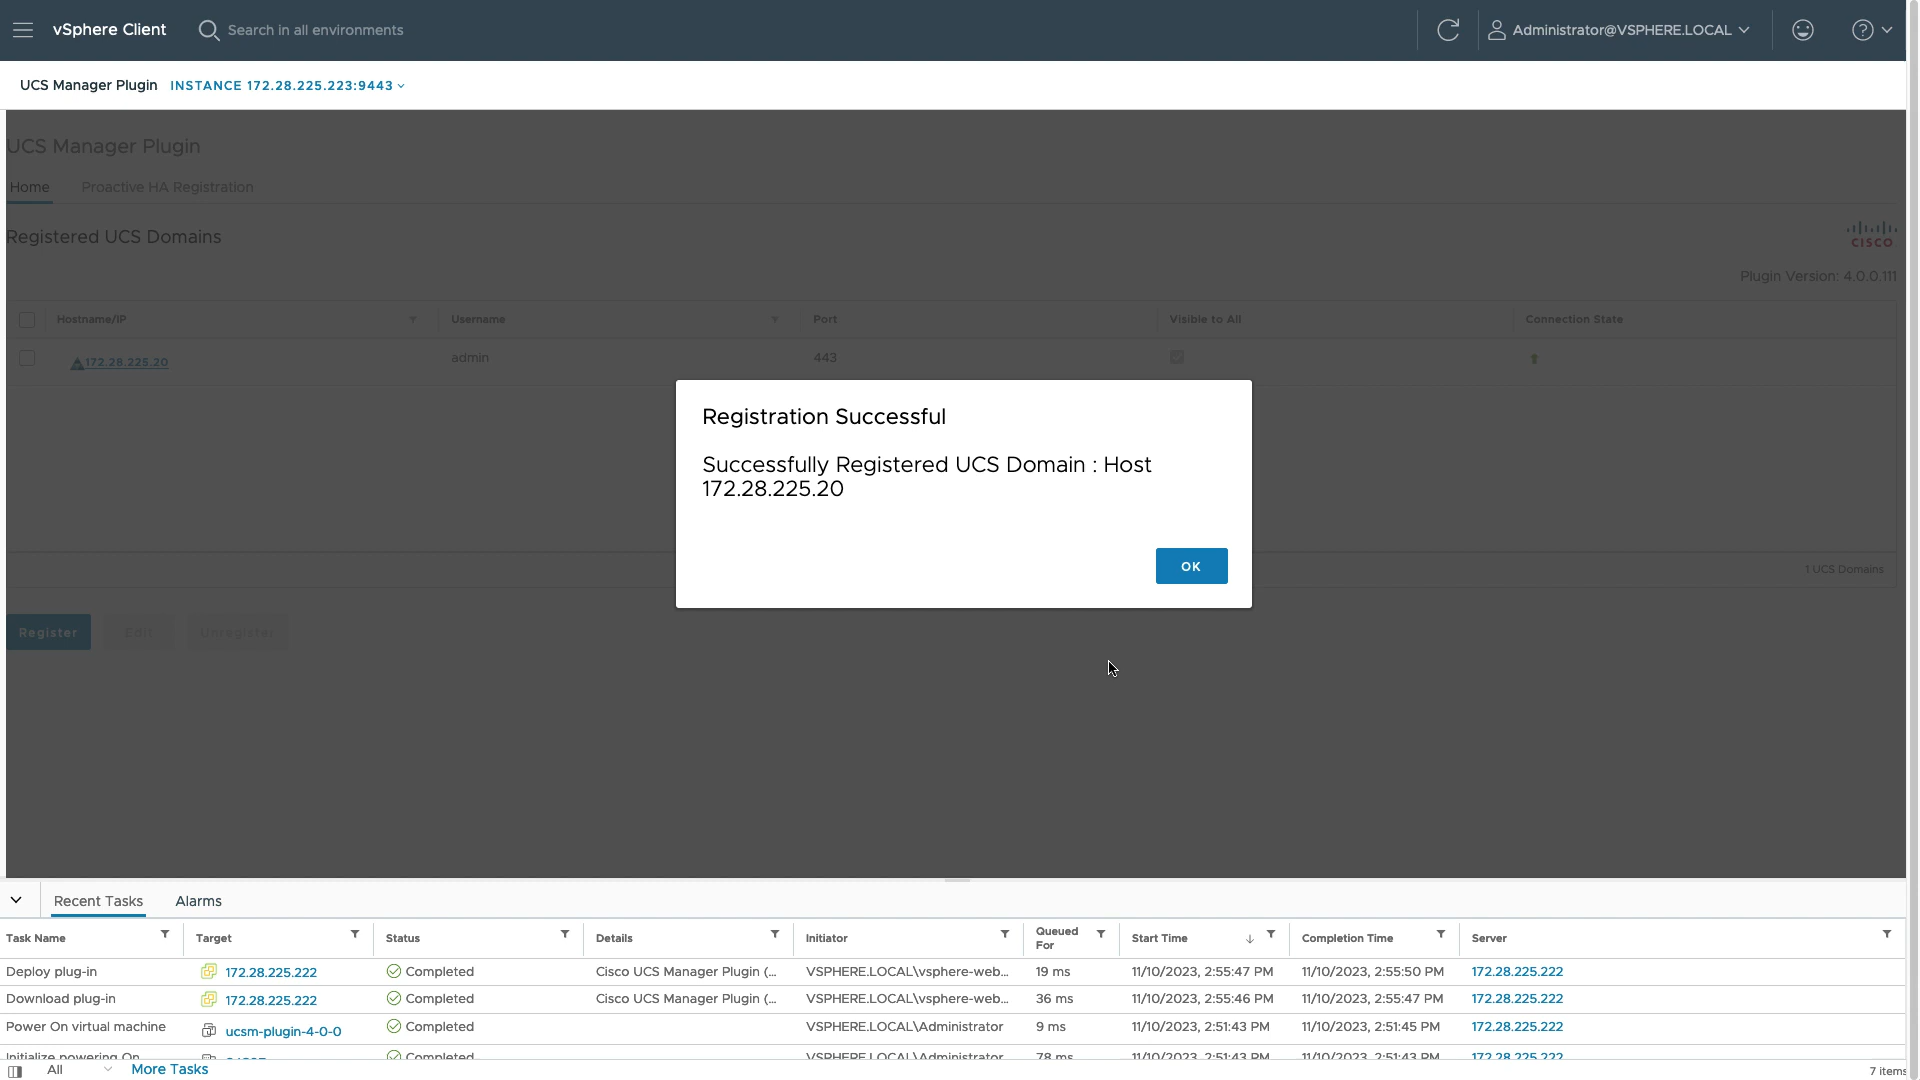 vSphere Client
Search in all environments
Administrator@VSPHERE.LOCAL
UCS Manager Plugin INSTANCE 172.28.225.223:9443
UCS Manager Plugin
Home Proactive HA Registration
Registered UCS Domains
CISCO
Plugin Version: 4.0.0.111
Hostname/IP Username Port Visible to All Connection State
172.28.225.20 admin 443
Registration Successful
Successfully Registered UCS Domain : Host
172.28.225.20
OK
1 UCS Domains
Register Edit Unregister
Recent Tasks Alarms
Task Name Target Status Details Initiator Queued For Start Time Completion Time Server
Deploy plug-in 172.28.225.222 Completed Cisco UCS Manager Plugin (... VSPHERE.LOCAL\vsphere-web... 19 ms 11/10/2023, 2:55:47 PM 11/10/2023, 2:55:50 PM 172.28.225.222
Download plug-in 172.28.225.222 Completed Cisco UCS Manager Plugin (... VSPHERE.LOCAL\vsphere-web... 36 ms 11/10/2023, 2:55:46 PM 11/10/2023, 2:55:47 PM 172.28.225.222
Power On virtual machine ucsm-plugin-4-0-0 Completed VSPHERE.LOCAL\Administrator 9 ms 11/10/2023, 2:51:43 PM 11/10/2023, 2:51:45 PM 172.28.225.222
Initialize powering On Completed VSPHERE.LOCAL\Administrator 78 ms 11/10/2023, 2:51:43 PM 11/10/2023, 2:51:43 PM 172.28.225.222
All More Tasks 7 items